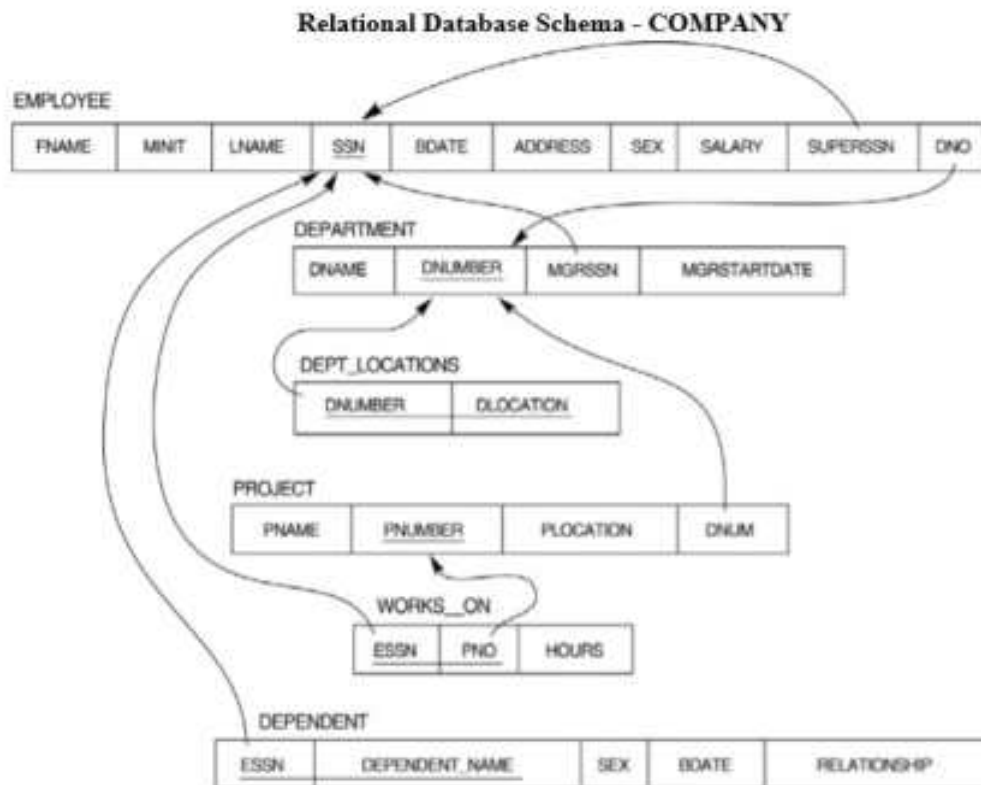 Relational Database Schema - COMPANY
EMPLOYEE
FNAME MINIT LNAME SSN BDATE ADDRESS SEX SALARY SUPERSSN DNO
DEPARTMENT
DNAME DNUMBER MGRSSN MGRSTARTDATE
DEPT_LOCATIONS
DNUMBER DLOCATION
PROJECT
PNAME PNUMBER PLOCATION DNUM
WORKS_ON
ESSN PNO HOURS
DEPENDENT
ESSN DEPENDENT_NAME SEX BDATE RELATIONSHIP